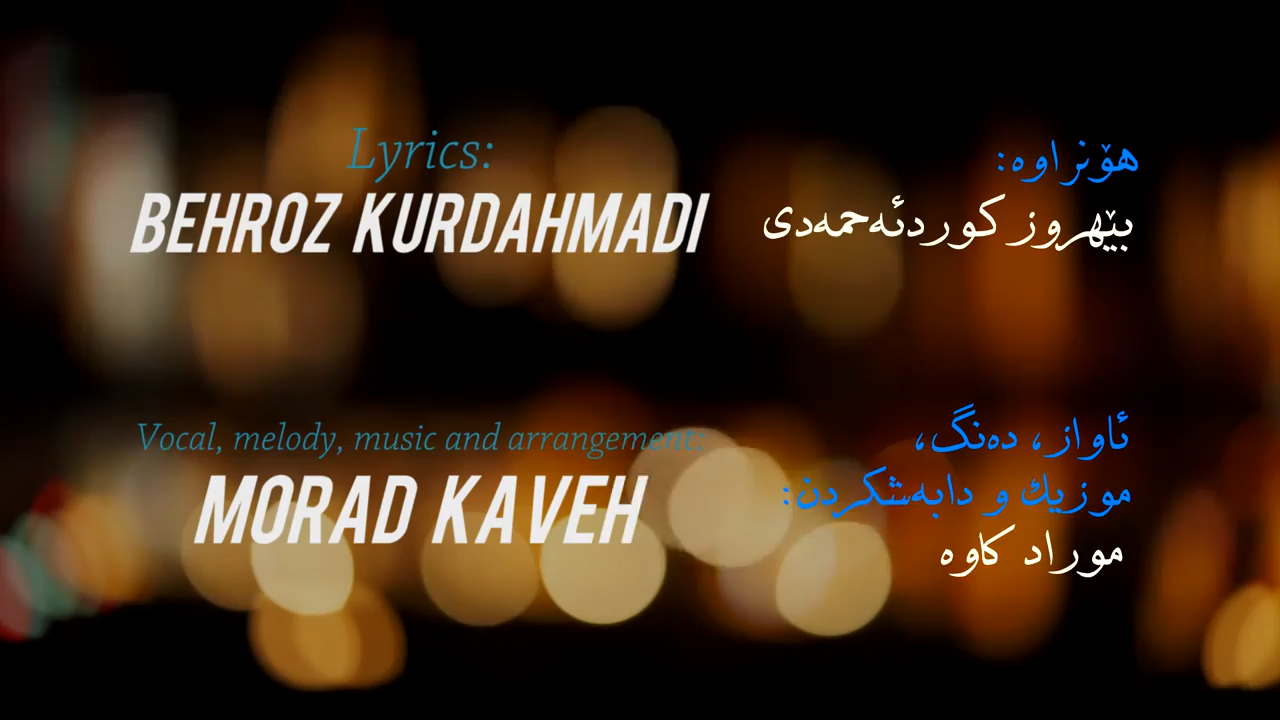 Lyrics:
BEHROZ KURDAHMADI
هۆنراوە:
بێهروز کوردئەحمەدی
Vocal, melody, music and arrangement:
MORAD KAVEH
ئاواز، دەنگ،
موزیك و دابەشکردن:
موراد کاوە